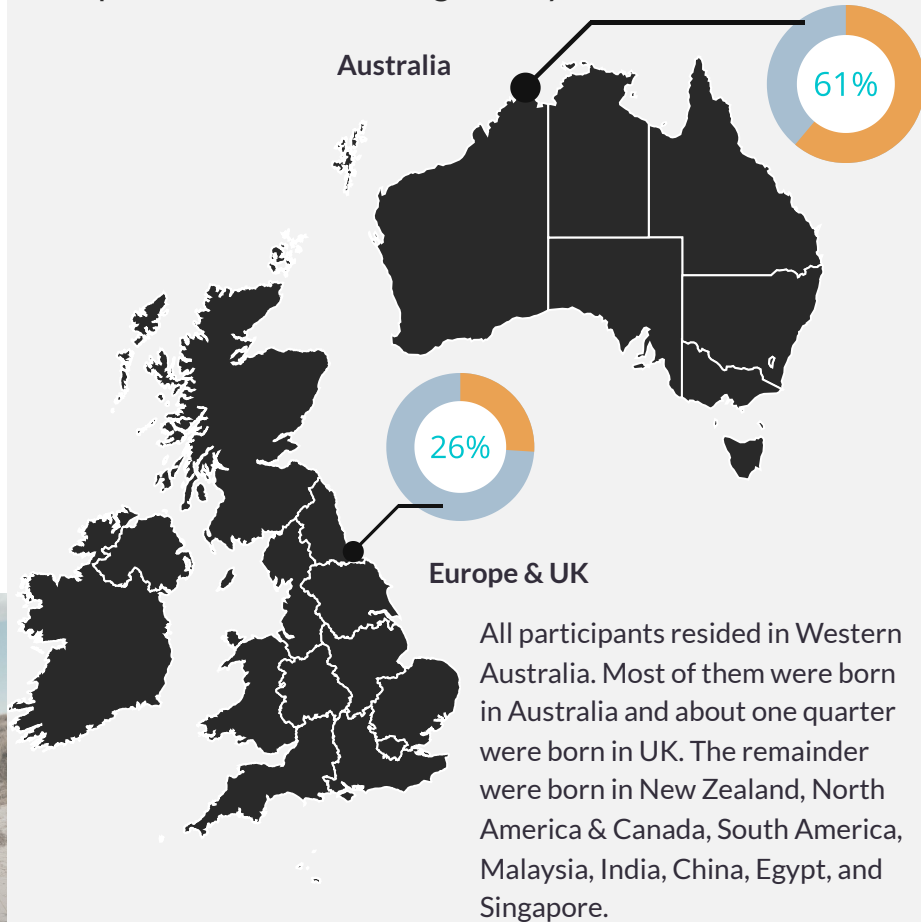 Australia
61%
26%
Europe & UK
All participants resided in Western
Australia. Most of them were born
in Australia and about one quarter
were born in UK. The remainder
were born in New Zealand, North
America & Canada, South America,
Malaysia, India, China, Egypt, and
Singapore.